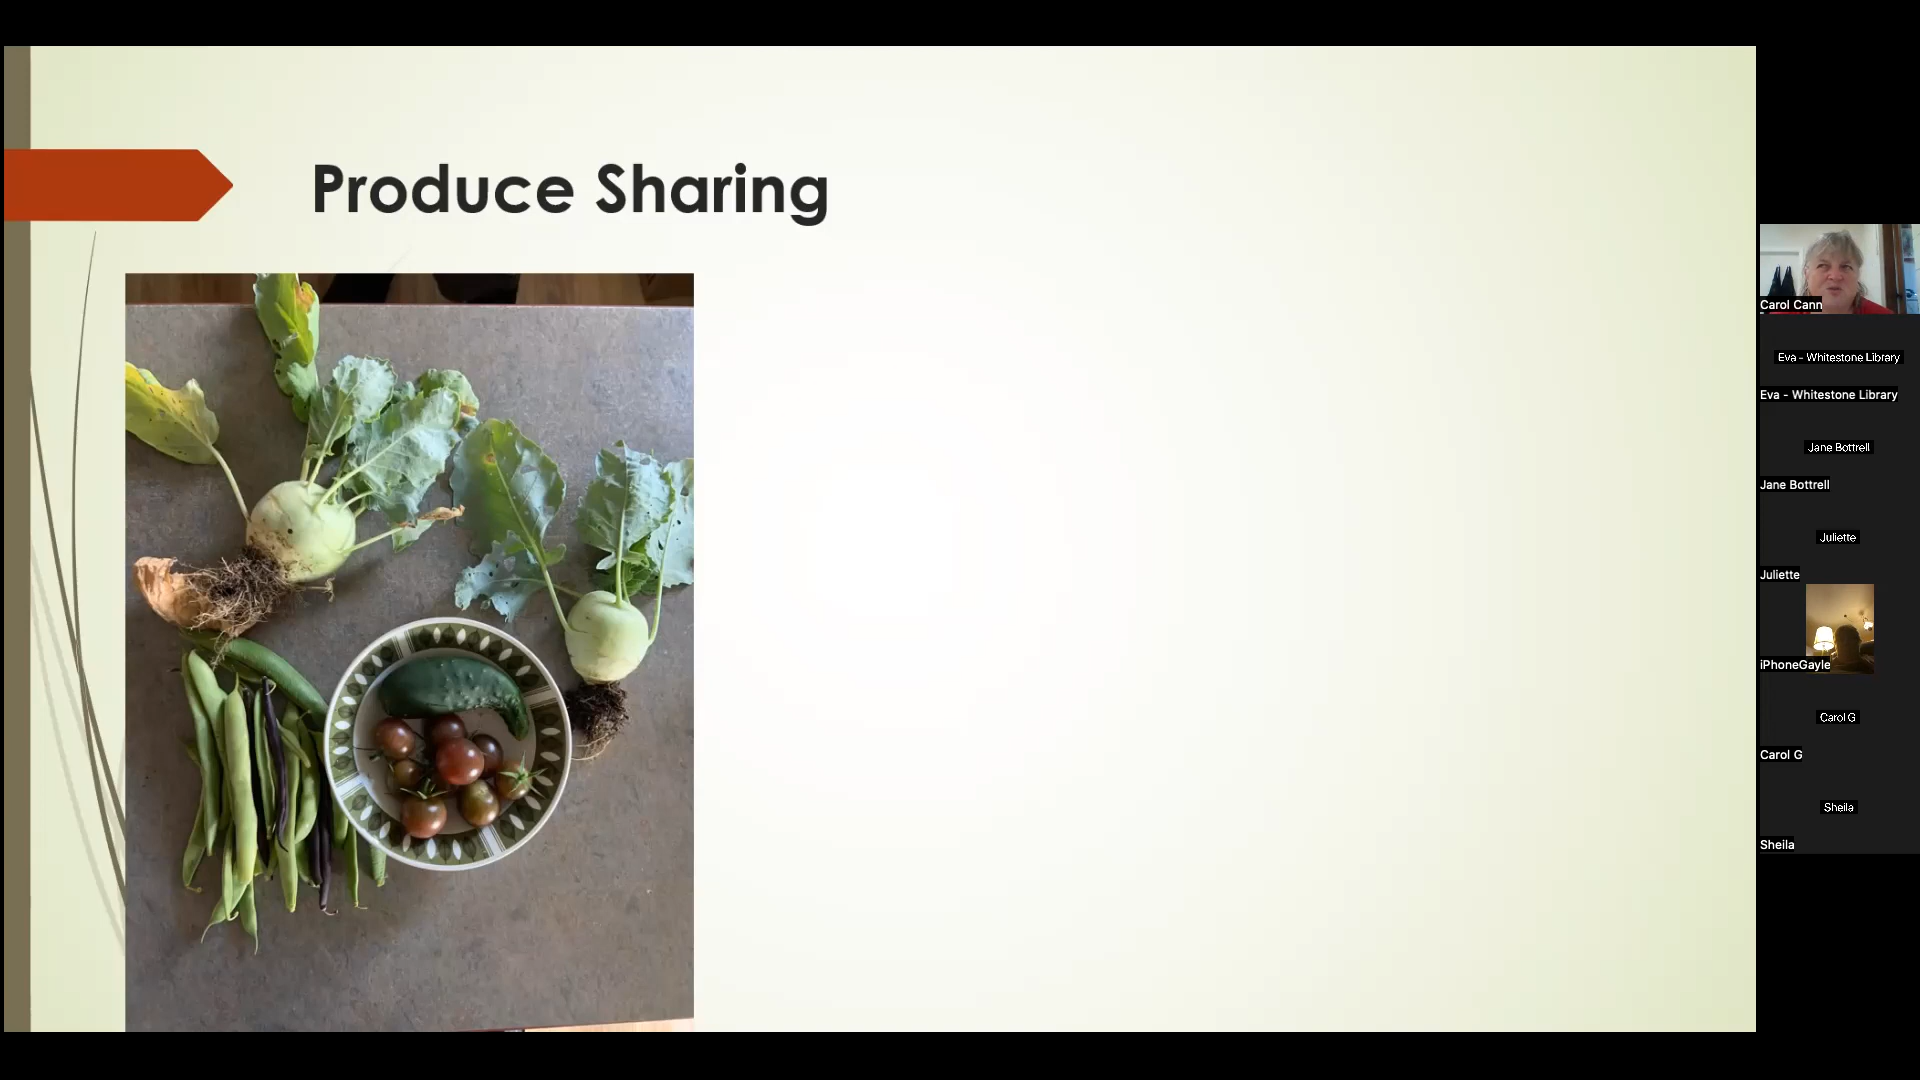 Produce Sharing
Carol Cann
Eva - Whitestone Library
Eva - Whitestone Library
Jane Bottrell
Jane Bottrell
Juliette
Juliette
iPhoneGayle
Carol G
Carol G
Sheila
Sheila